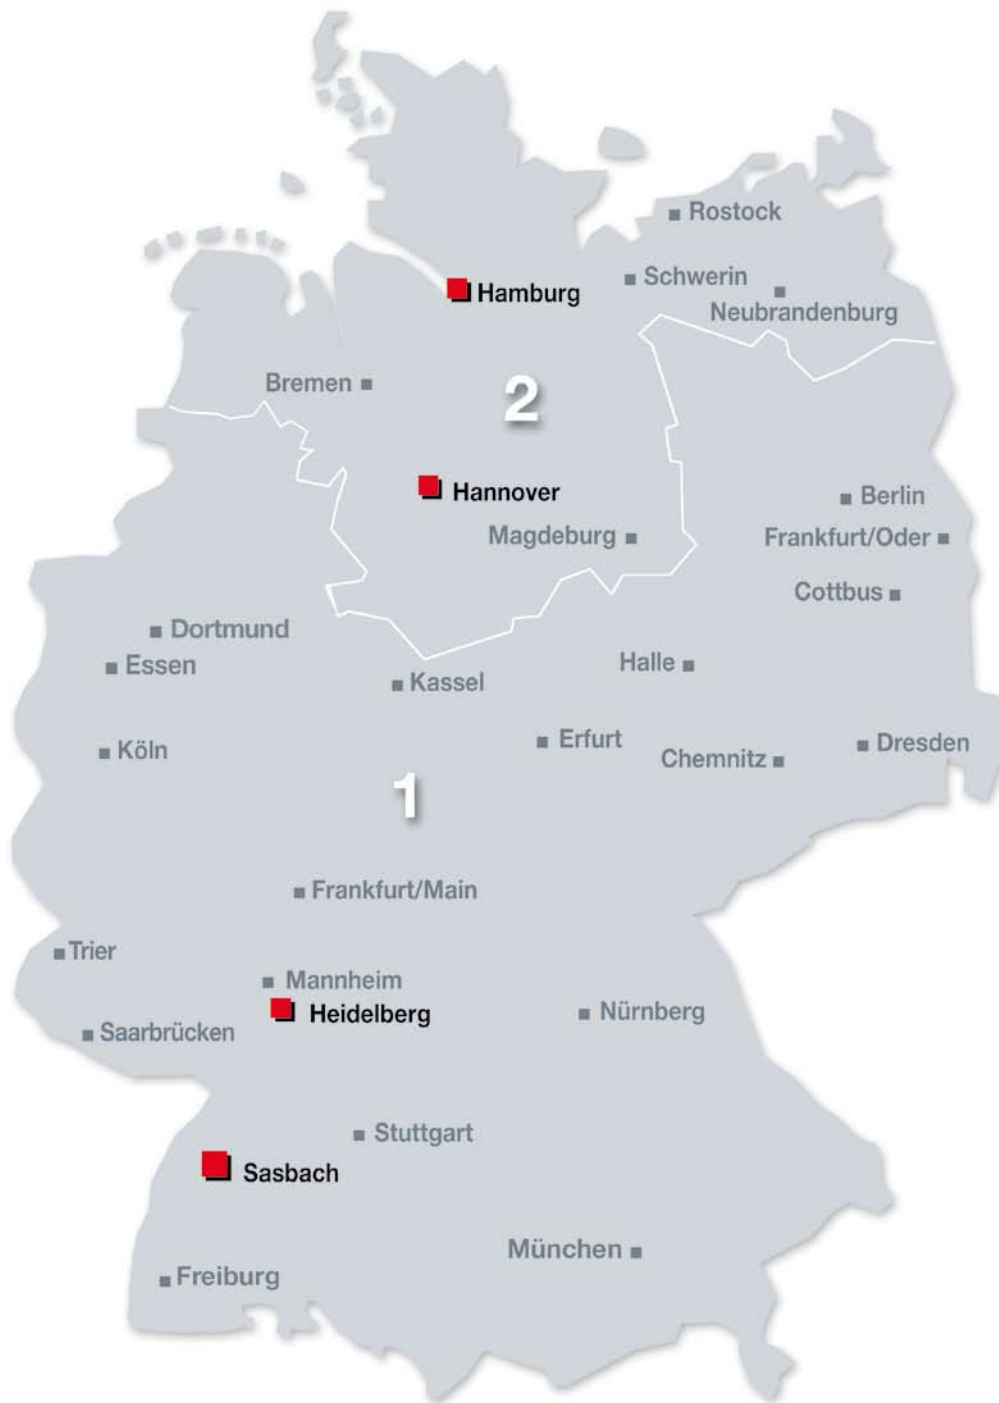 Rostock
Schwerin
Hamburg
Neubrandenburg
Bremen
2
Hannover
Berlin
Magdeburg
Frankfurt/Oder
Cottbus
Dortmund
Essen
Halle
Kassel
Erfurt
Dresden
Köln
Chemnitz
1
Frankfurt/Main
Trier
Mannheim
Heidelberg
Nürnberg
Saarbrücken
Stuttgart
Sasbach
München
Freiburg